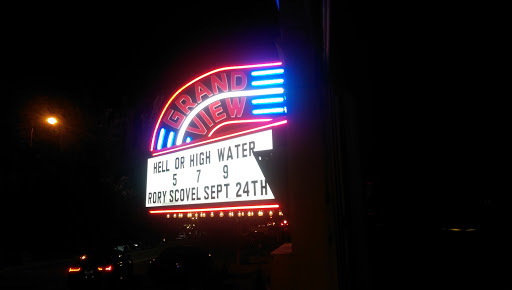 GRAND
VIEW
HELL OR HIGH WATER
5 7 9
RORY SCOVEL SEPT 24TH